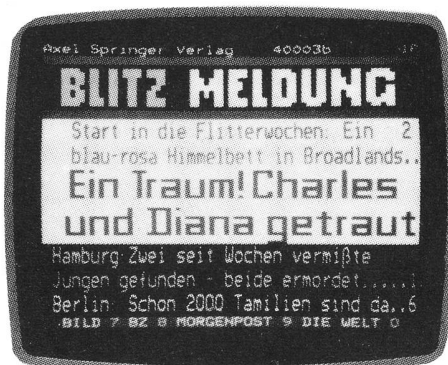 Axel Springer Verlag 40003b
BLITZ MELDUNG
Start in die Flitterwochen: Ein 2
blau-rosa Himmelbett in Broadlands..
Ein Traum! Charles
und Diana getraut
Hamburg: Zwei seit Wochen vermißte
Jungen gefunden - beide ermordet.....1
Berlin: Schon 2000 Tamilien sind da..6
BILD 7 BZ 8 MORGENPOST 9 DIE WELT 0